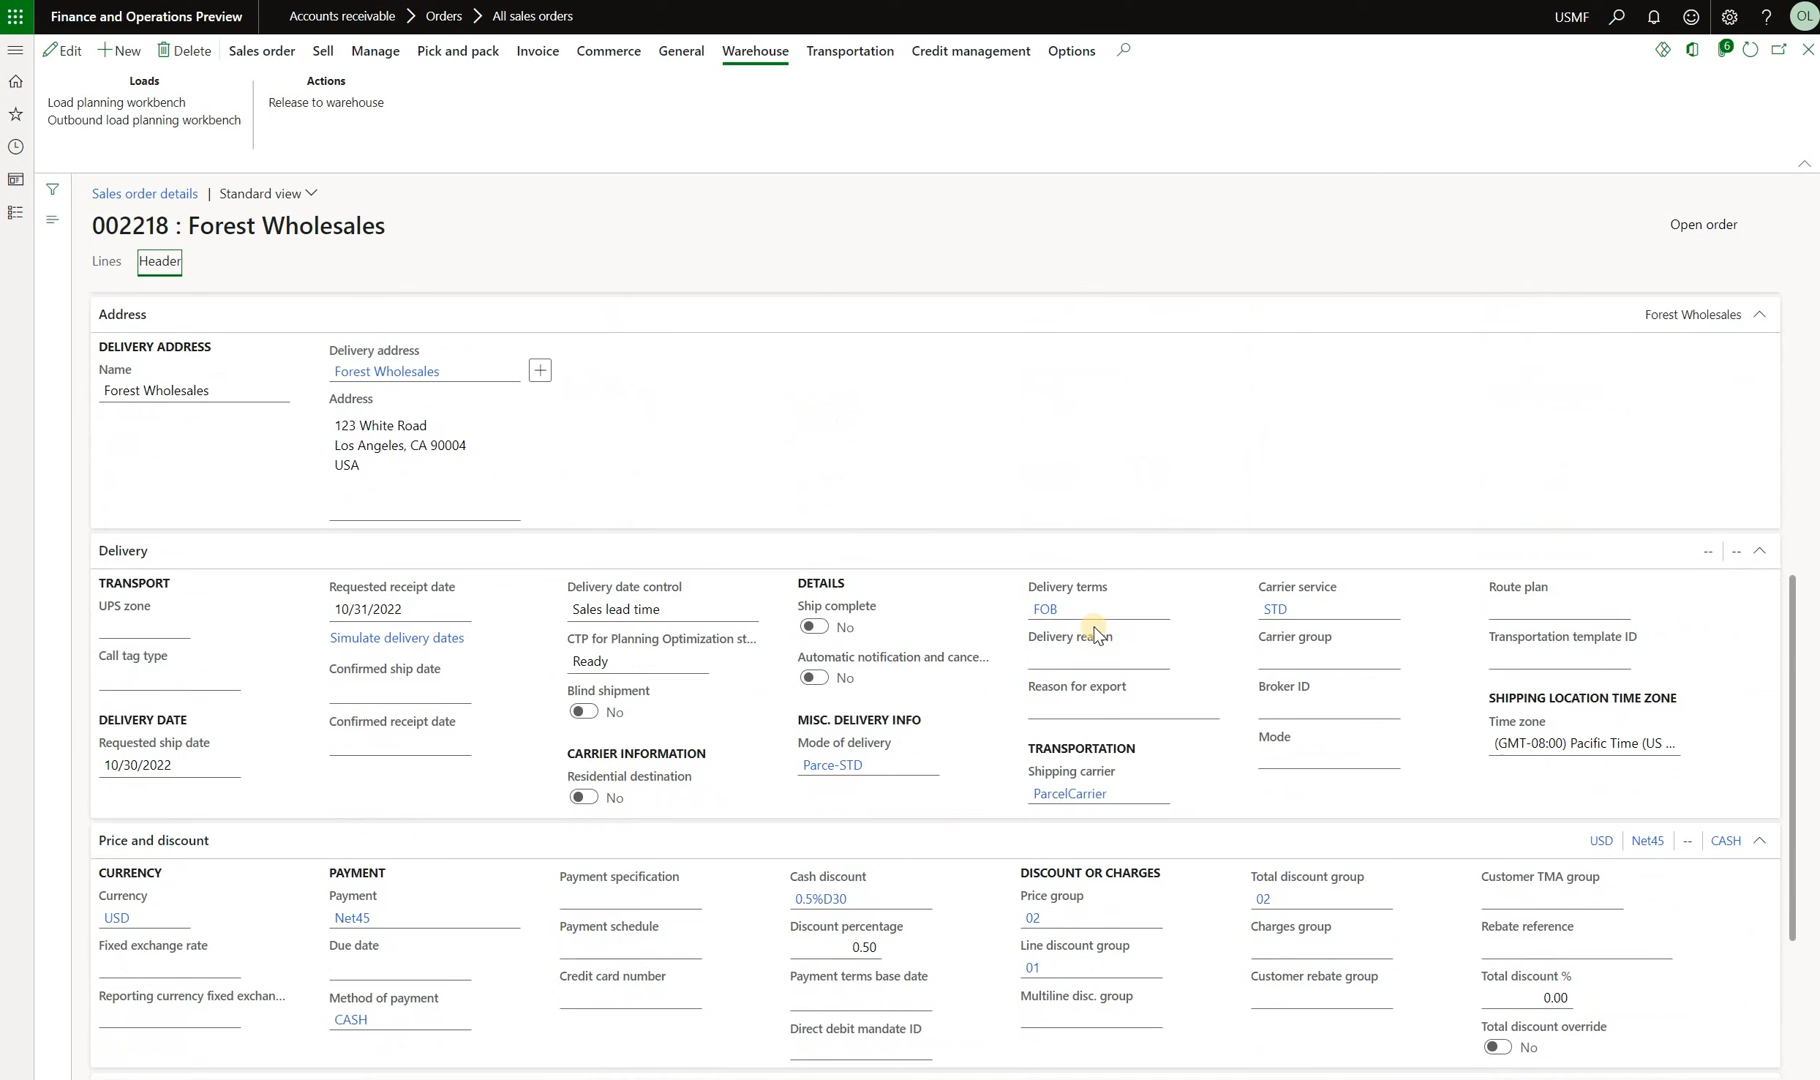 Finance and Operations Preview
Accounts receivable
Orders
All sales orders
USMF
OL
Edit
New
Delete
Sales order
Sell
Manage
Pick and pack
Invoice
Commerce
General
Warehouse
Transportation
Credit management
Options
6
Loads
Load planning workbench
Outbound load planning workbench
Actions
Release to warehouse
Sales order details | Standard view
002218 : Forest Wholesales
Open order
Lines
Header
Address
Forest Wholesales
DELIVERY ADDRESS
Name
Forest Wholesales
Delivery address
Forest Wholesales
Address
123 White Road
Los Angeles, CA 90004
USA
Delivery
-- | --
TRANSPORT
UPS zone
Call tag type
DELIVERY DATE
Requested ship date
10/30/2022
Requested receipt date
10/31/2022
Simulate delivery dates
Confirmed ship date
Confirmed receipt date
Delivery date control
Sales lead time
CTP for Planning Optimization st...
Ready
Blind shipment
No
CARRIER INFORMATION
Residential destination
No
DETAILS
Ship complete
No
Automatic notification and cance...
No
MISC. DELIVERY INFO
Mode of delivery
Parce-STD
Delivery terms
FOB
Delivery reason
Reason for export
TRANSPORTATION
Shipping carrier
ParcelCarrier
Carrier service
STD
Carrier group
Broker ID
Mode
Route plan
Transportation template ID
SHIPPING LOCATION TIME ZONE
Time zone
(GMT-08:00) Pacific Time (US ...
Price and discount
USD | Net45 | -- | CASH
CURRENCY
Currency
USD
Fixed exchange rate
Reporting currency fixed exchan...
PAYMENT
Payment
Net45
Due date
Method of payment
CASH
Payment specification
Payment schedule
Credit card number
Cash discount
0.5%D30
Discount percentage
0.50
Payment terms base date
Direct debit mandate ID
DISCOUNT OR CHARGES
Price group
02
Line discount group
01
Multiline disc. group
Total discount group
02
Charges group
Customer rebate group
Customer TMA group
Rebate reference
Total discount %
0.00
Total discount override
No